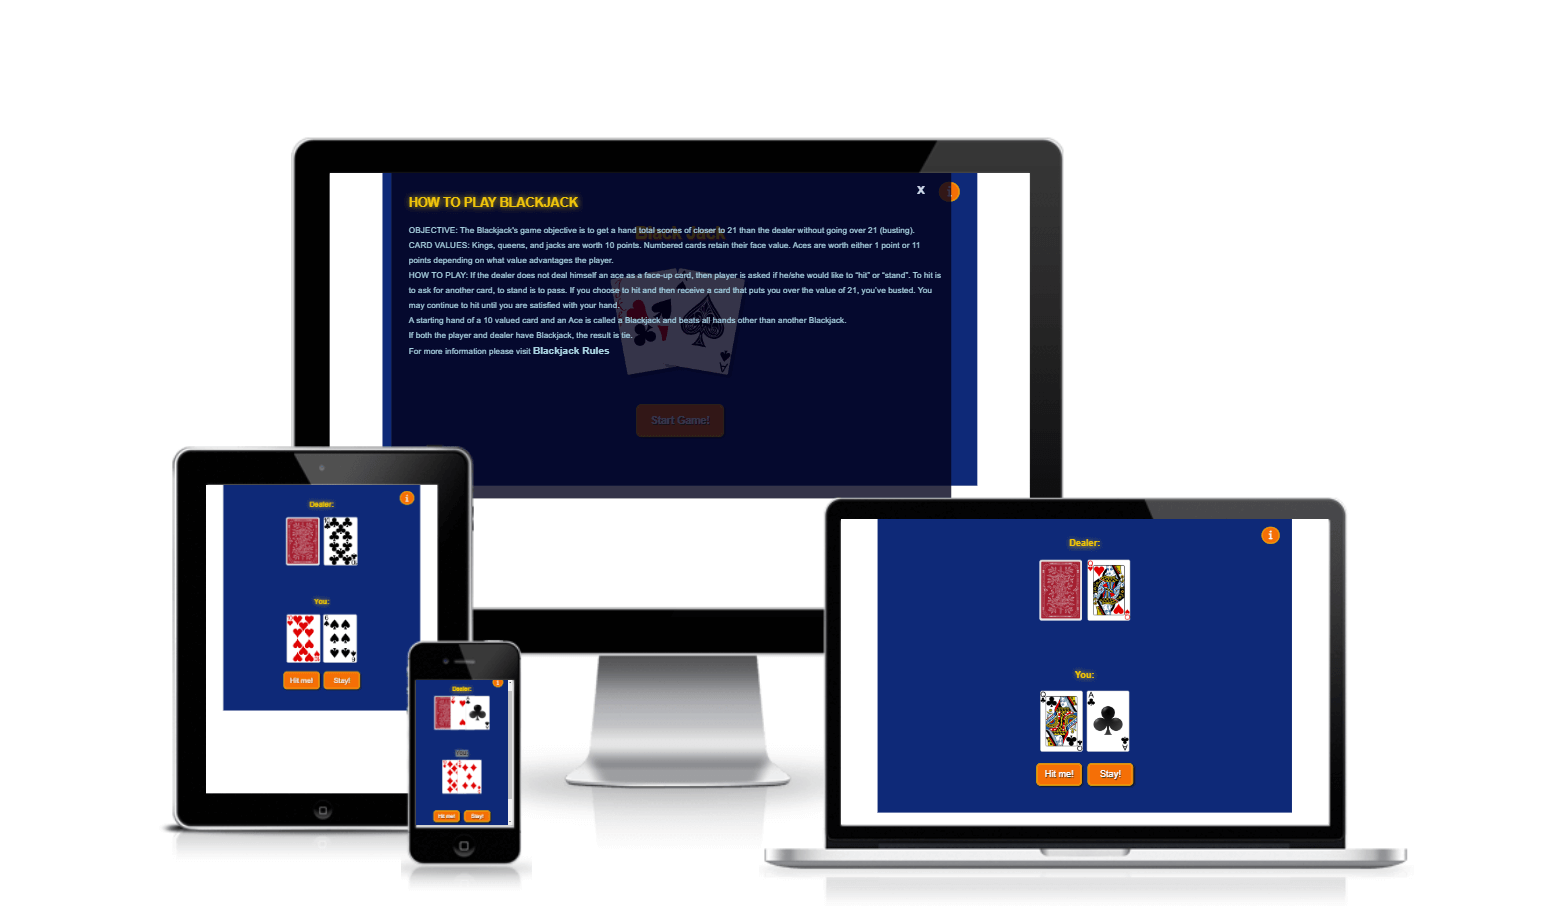 x
i
HOW TO PLAY BLACKJACK
Black Jack
OBJECTIVE: The Blackjack's game objective is to get a hand total scores of closer to 21 than the dealer without going over 21 (busting).
CARD VALUES: Kings, queens, and jacks are worth 10 points. Numbered cards retain their face value. Aces are worth either 1 point or 11
points depending on what value advantages the player.
HOW TO PLAY: If the dealer does not deal himself an ace as a face-up card, then player is asked if he/she would like to “hit” or “stand”. To hit is
to ask for another card, to stand is to pass. If you choose to hit and then receive a card that puts you over the value of 21, you've busted. You
may continue to hit until you are satisfied with your hand.
A starting hand of a 10 valued card and an Ace is called a Blackjack and beats all hands other than another Blackjack.
If both the player and dealer have Blackjack, the result is tie.
For more information please visit Blackjack Rules
A
Start Game!
i
Dealer:
You:
6
6
Hit me! Stay!
i
Dealer:
A
You:
Hit me! Stay!
i
Dealer:
Q
Q
You:
Q A
Q A
Hit me! Stay!